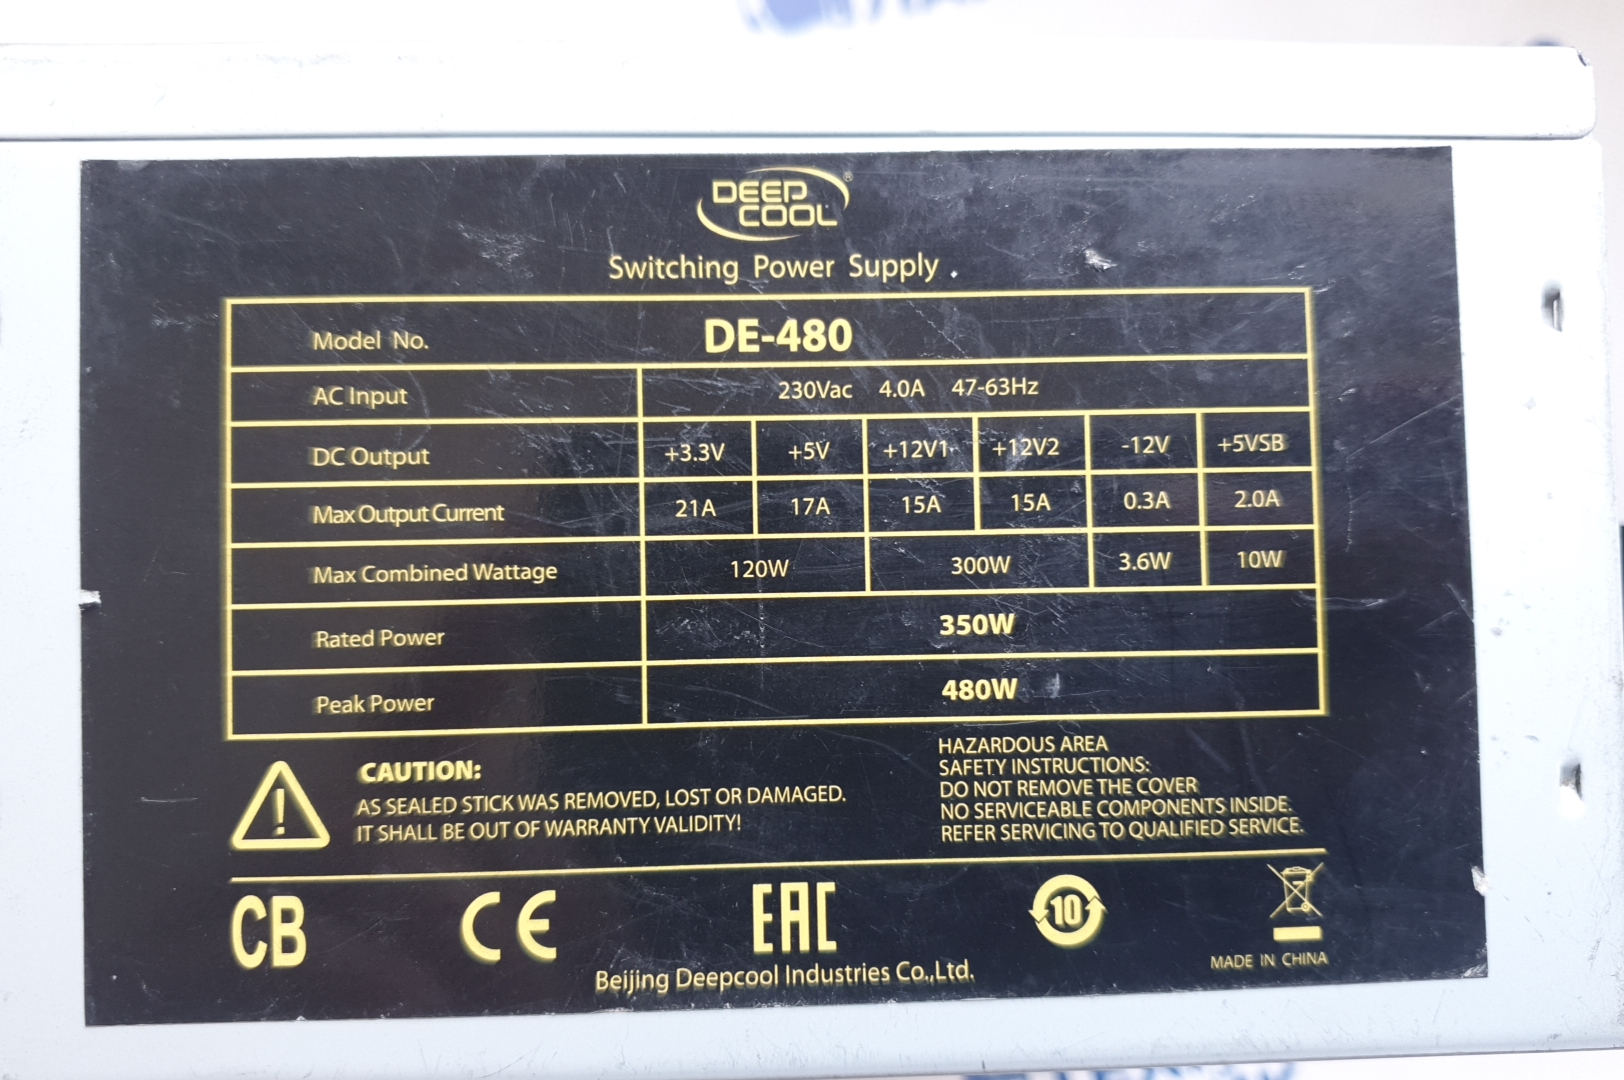 DEEP
COOL®
Switching Power Supply
Model No. DE-480
AC Input 230Vac 4.0A 47-63Hz
DC Output +3.3V +5V +12V1 +12V2 -12V +5VSB
Max Output Current 21A 17A 15A 15A 0.3A 2.0A
Max Combined Wattage 120W 300W 3.6W 10W
Rated Power 350W
Peak Power 480W
CAUTION:
AS SEALED STICK WAS REMOVED, LOST OR DAMAGED.
IT SHALL BE OUT OF WARRANTY VALIDITY!
HAZARDOUS AREA
SAFETY INSTRUCTIONS:
DO NOT REMOVE THE COVER
NO SERVICEABLE COMPONENTS INSIDE.
REFER SERVICING TO QUALIFIED SERVICE.
CB CE EAC 10
MADE IN CHINA
Beijing Deepcool Industries Co.,Ltd.